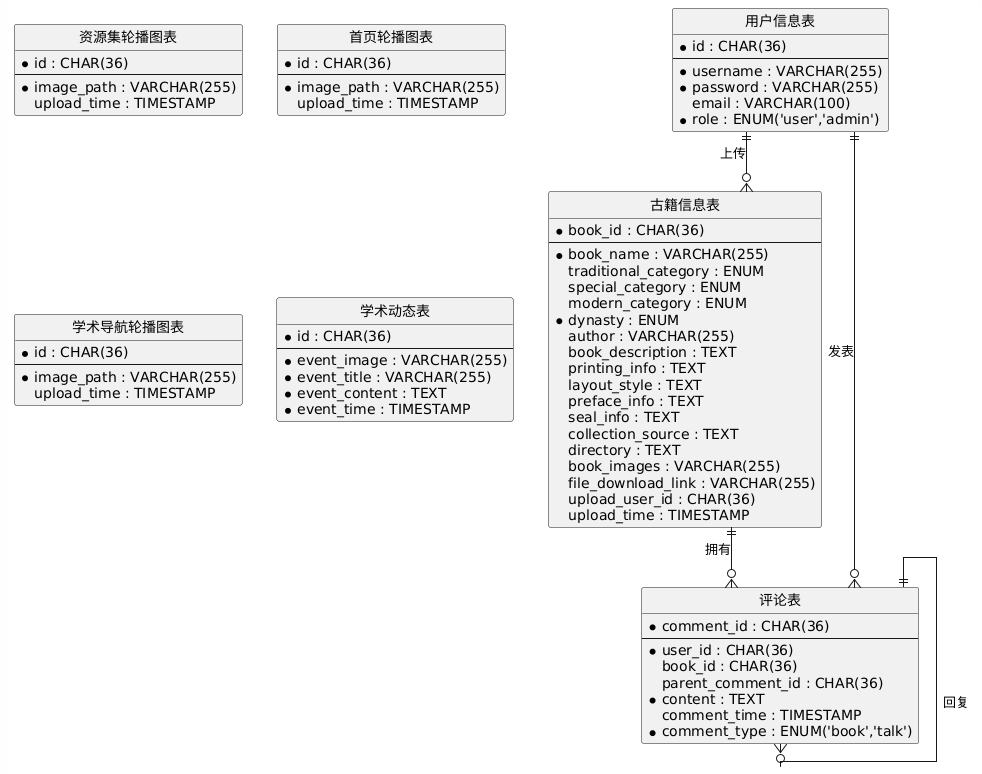 资源集轮播图表
id : CHAR(36)
image_path : VARCHAR(255)
upload_time : TIMESTAMP
首页轮播图表
id : CHAR(36)
image_path : VARCHAR(255)
upload_time : TIMESTAMP
用户信息表
id : CHAR(36)
username : VARCHAR(255)
password : VARCHAR(255)
email : VARCHAR(100)
role : ENUM('user','admin')
上传
古籍信息表
book_id : CHAR(36)
book_name : VARCHAR(255)
traditional_category : ENUM
special_category : ENUM
modern_category : ENUM
dynasty : ENUM
author : VARCHAR(255)
book_description : TEXT
printing_info : TEXT
layout_style : TEXT
preface_info : TEXT
seal_info : TEXT
collection_source : TEXT
directory : TEXT
book_images : VARCHAR(255)
file_download_link : VARCHAR(255)
upload_user_id : CHAR(36)
upload_time : TIMESTAMP
发表
学术导航轮播图表
id : CHAR(36)
image_path : VARCHAR(255)
upload_time : TIMESTAMP
学术动态表
id : CHAR(36)
event_image : VARCHAR(255)
event_title : VARCHAR(255)
event_content : TEXT
event_time : TIMESTAMP
拥有
评论表
comment_id : CHAR(36)
user_id : CHAR(36)
book_id : CHAR(36)
parent_comment_id : CHAR(36)
content : TEXT
comment_time : TIMESTAMP
comment_type : ENUM('book','talk')
回复